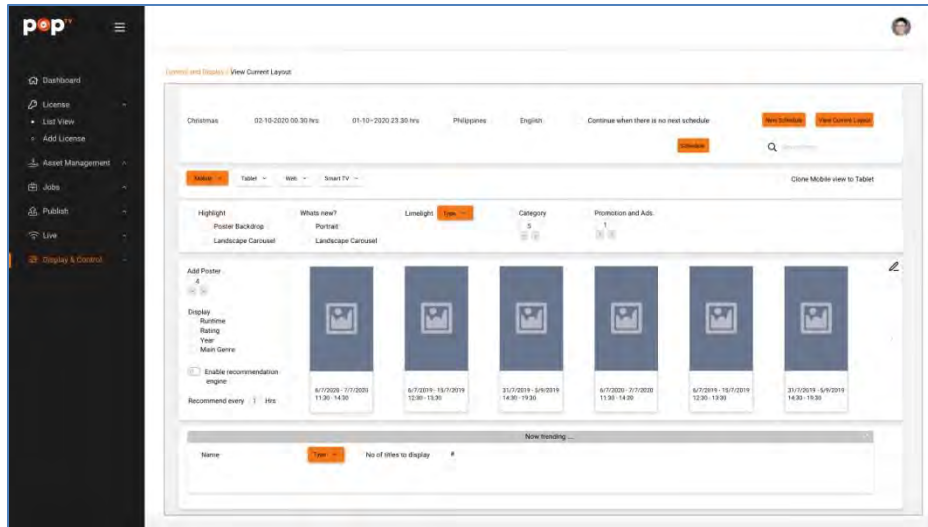 pop TV
Dashboard
License
List View
Add License
Asset Management
Jobs
Publish
Live
Display & Control
Control and Display / View Current Layout
Christmas 02-10-2020 00.30 hrs 01-10-2020 23.30 hrs Philippines English Continue when there is no next schedule New Schedule View Current Layout
Schedule
Mobile Tablet Web Smart TV Clone Mobile view to Tablet
Highlight Whats new? Limelight Type Category Promotion and Ads.
Poster Backdrop Portrait 5 1
Landscape Carousel Landscape Carousel
Add Poster
4
Display
Runtime
Rating
Year
Main Genre
Enable recommendation
engine
Recommend every 1 Hrs
6/7/2020 - 7/7/2020 6/7/2019 - 15/7/2019 31/7/2019 - 5/9/2019 6/7/2020 - 7/7/2020 6/7/2019 - 15/7/2019 31/7/2019 - 5/9/2019
11:30 - 14:30 12:30 - 13:30 14:30 - 19:30 11:30 - 14:30 12:30 - 13:30 14:30 - 19:30
Now trending ...
Name Type No of titles to display #